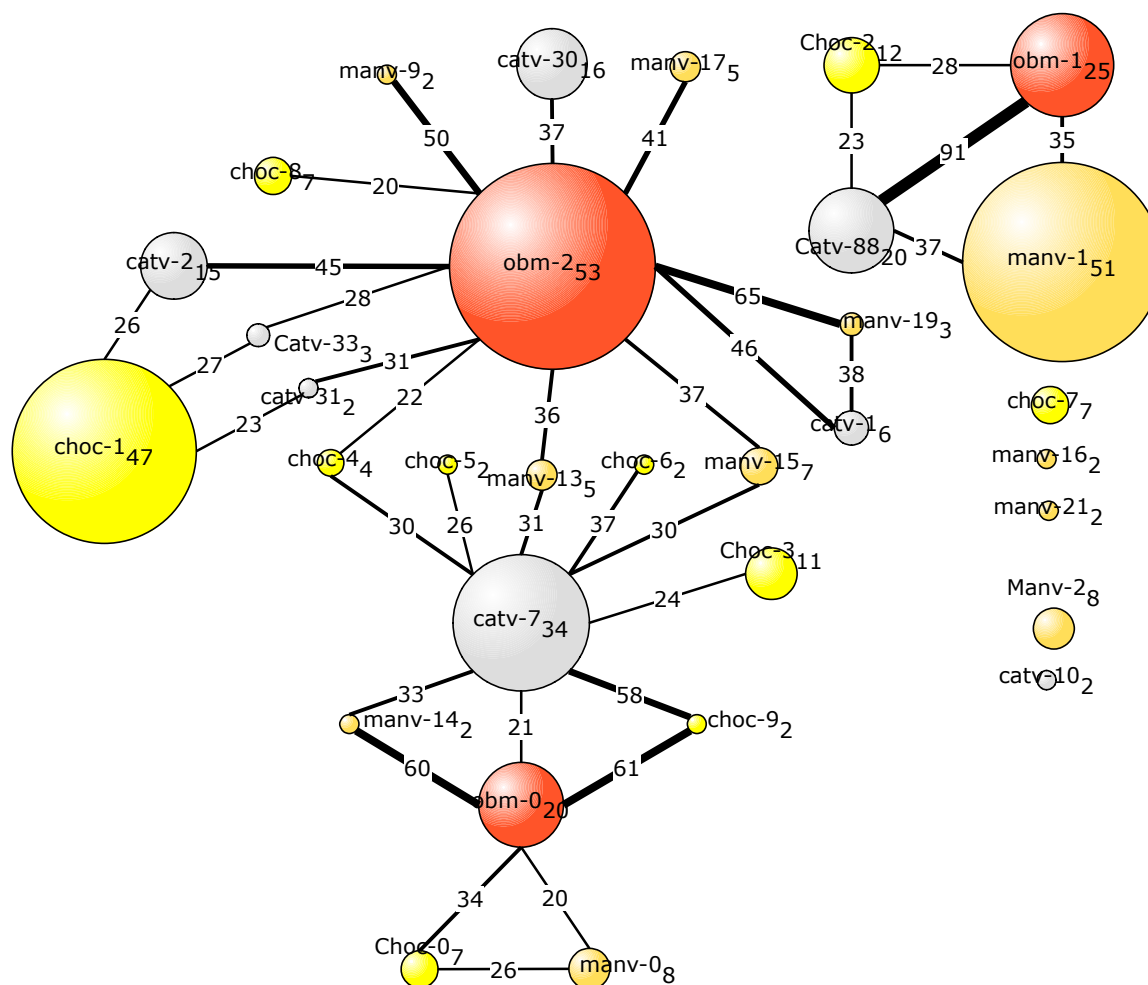 Choc-2 12
28
obm-1 25
manv-9 2
catv-30 16
manv-17 5
50
37
41
23
91
35
choc-8 7
20
catv-2 15
45
obm-2 53
Catv-88 20
37
manv-1 51
28
65
manv-19 3
26
Catv-33 3
27
31
46
38
catv-31 2
22
37
choc-7 7
23
36
catv-1 6
choc-1 47
choc-4 4
choc-5 2
manv-13 5
choc-6 2
manv-15 7
manv-16 2
manv-21 2
30
26
31
37
30
Choc-3 11
24
Manv-2 8
catv-7 34
catv-10 2
33
58
manv-14 2
21
choc-9 2
60
61
obm-0 20
34
20
Choc-0 7
26
manv-0 8